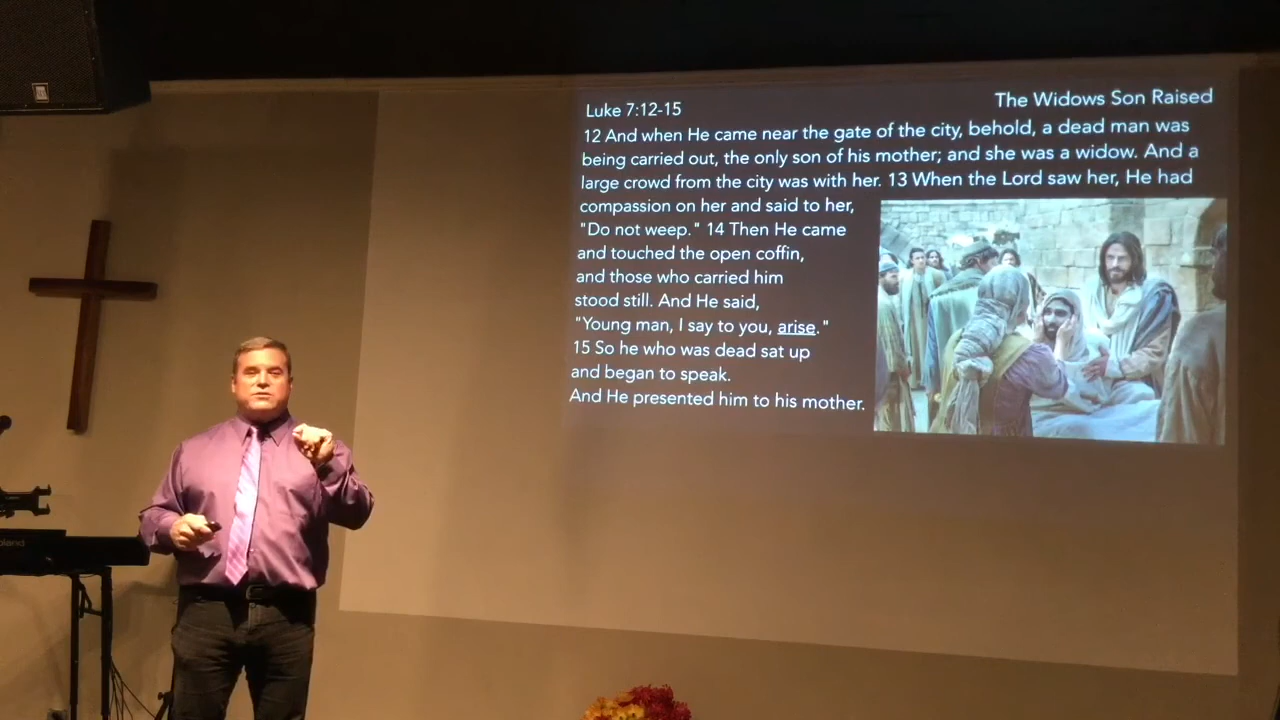 Luke 7:12-15
The Widows Son Raised
12 And when He came near the gate of the city, behold, a dead man was
being carried out, the only son of his mother; and she was a widow. And a
large crowd from the city was with her. 13 When the Lord saw her, He had
compassion on her and said to her,
"Do not weep." 14 Then He came
and touched the open coffin,
and those who carried him
stood still. And He said,
"Young man, I say to you, arise."
15 So he who was dead sat up
and began to speak.
And He presented him to his mother.